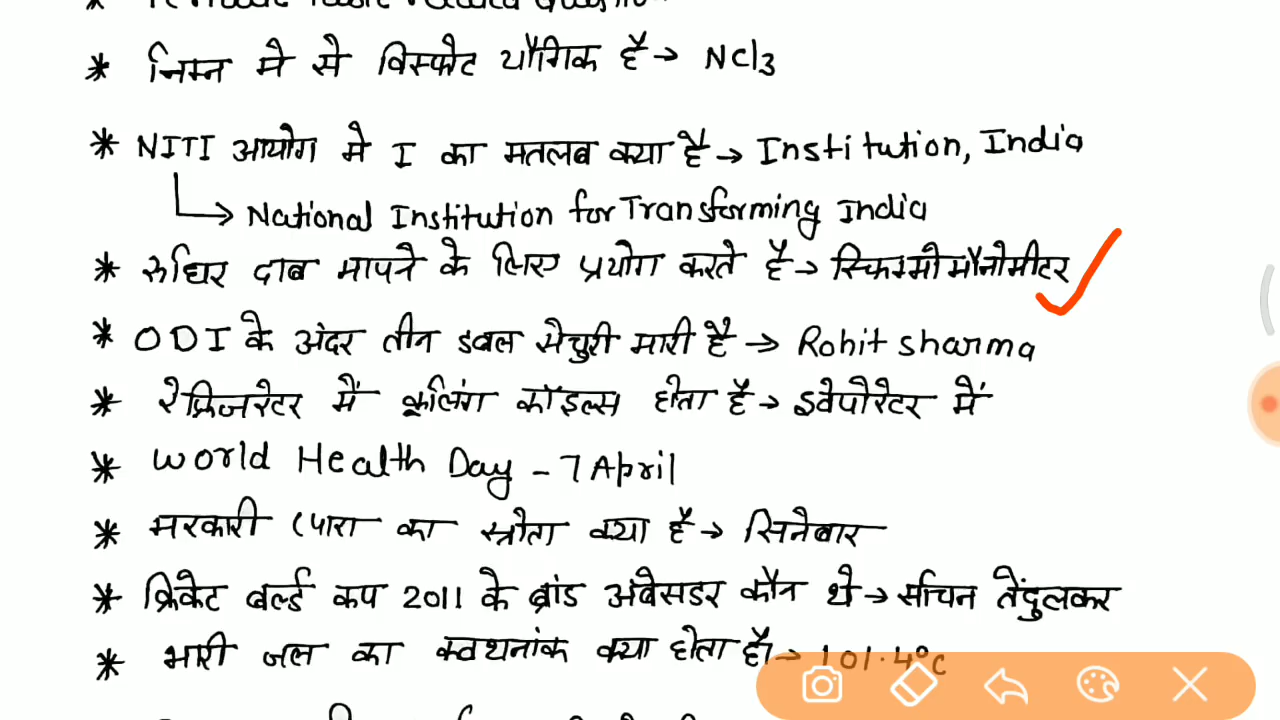 * निम्न मे से विस्फोट यौगिक है → NCl3
* NITI आयोग मे I का मतलब क्या है → Institution, India
→ National Institution for Transforming India
* रुधिर दाब मापने के लिए प्रयोग करते है → स्फिग्मोमैनोमीटर
* ODI के अंदर तीन डबल सेंचुरी मारी है → Rohit sharma
* रेफ्रिजरेटर में कूलिंग कॉइल्स होता है → इवेपोरेटर में
* World Health Day - 7 April
* मरकरी (पारा का स्त्रोत क्या है → सिनेबार
* क्रिकेट वर्ल्ड कप 2011 के ब्रांड अंबेसडर कौन थे → सचिन तेंदुलकर
* भारी जल का क्वथनांक क्या होता है → 101.4°C